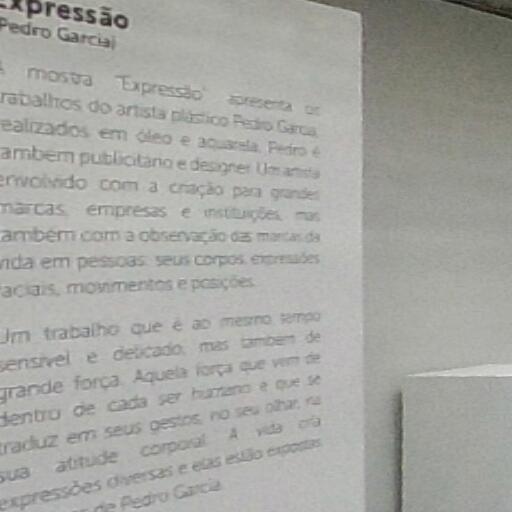 Expressão
Pedro Garcia|
A mostra "Expressão" apresenta os
trabalhos do artista plástico Pedro Garcia,
realizados em óleo e aquarela. Pedro é
também publicitário e designer. Um artista
envolvido com a criação para grandes
marcas, empresas e instituições, mas
também com a observação das marcas da
vida em pessoas: seus corpos, expressões
faciais, movimentos e posições.
Um trabalho que é ao mesmo tempo
sensível e delicado, mas também de
grande força. Aquela força que vem de
dentro de cada ser humano e que se
traduz em seus gestos, no seu olhar, na
sua atitude corporal. A vida cria
expressões diversas e elas estão expostas
de Pedro Garcia.